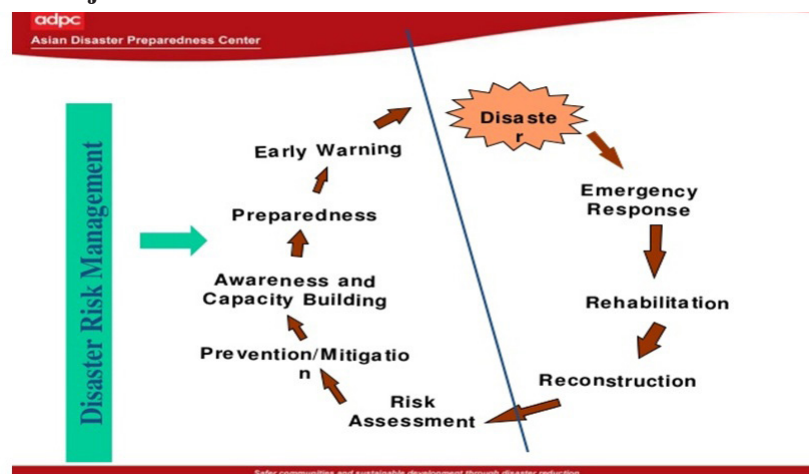 adpc
Asian Disaster Preparedness Center
Disaster Risk Management
Disaste
r
Early Warning
Emergency
Response
Preparedness
Awareness and
Capacity Building
Rehabilitation
Prevention/Mitigatio
n
Reconstruction
Risk
Assessment
Safer communities and sustainable development through disaster reduction